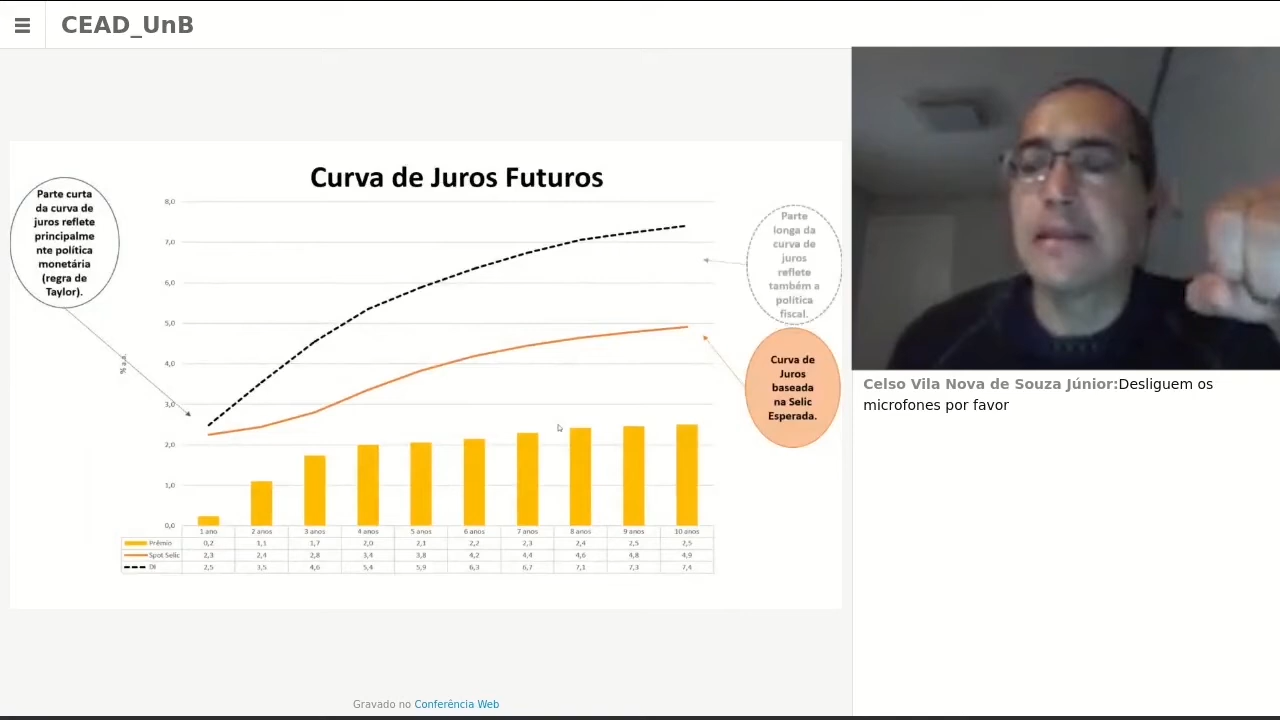 CEAD_UnB
Curva de Juros Futuros
Parte curta
da curva de
juros reflete
principalme
nte política
monetária
(regra de
Taylor).
Parte
longa da
curva de
juros
reflete
também a
política
fiscal.
Curva de
Juros
baseada
na Selic
Esperada.
% a.a.
8,0
7,0
6,0
5,0
4,0
3,0
2,0
1,0
0,0
1 ano 2 anos 3 anos 4 anos 5 anos 6 anos 7 anos 8 anos 9 anos 10 anos
Prêmio 0,2 1,1 1,7 2,0 2,1 2,2 2,3 2,4 2,5 2,5
Spot Selic 2,3 2,4 2,8 3,4 3,8 4,2 4,4 4,6 4,8 4,9
DI 2,5 3,5 4,6 5,4 5,9 6,3 6,7 7,1 7,3 7,4
Celso Vila Nova de Souza Júnior:Desliguem os
microfones por favor
Gravado no Conferência Web